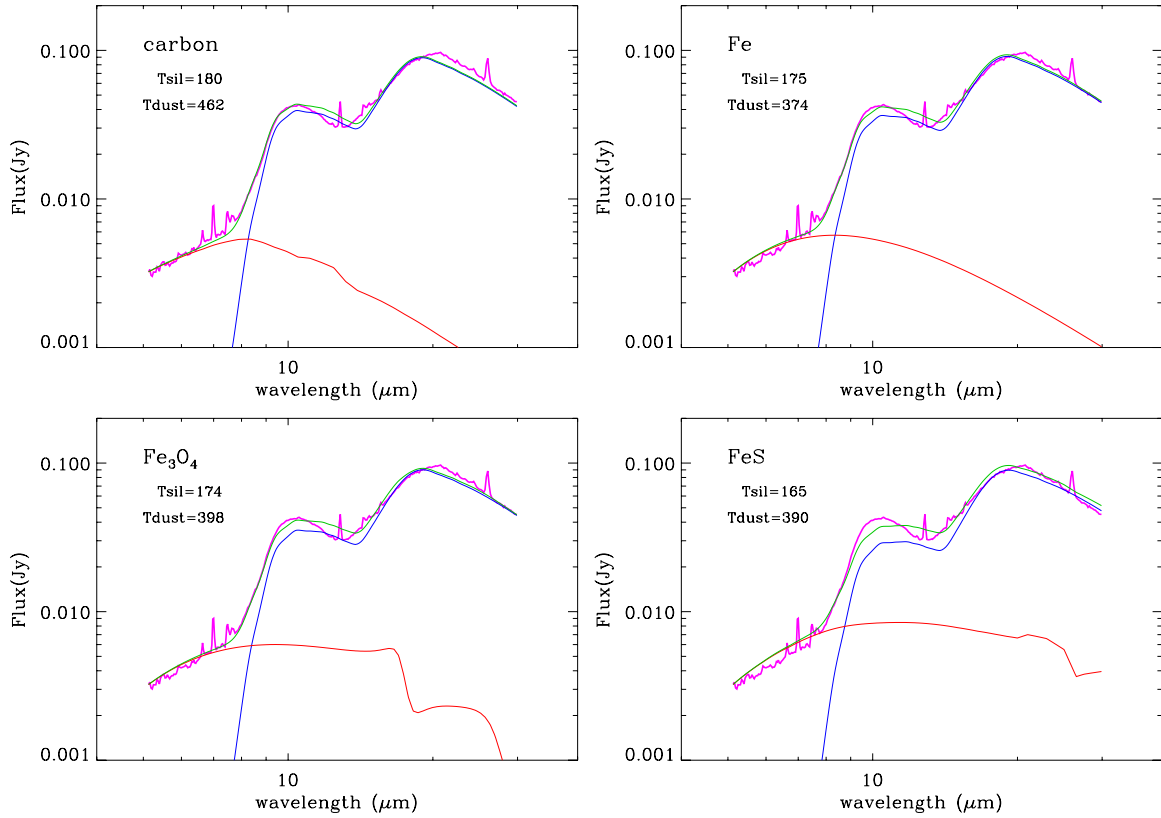 carbon
Tsil=180
Tdust=462
0.100
0.010
0.001
Flux(Jy)
10
wavelength (μm)
Fe
Tsil=175
Tdust=374
0.100
0.010
0.001
Flux(Jy)
10
wavelength (μm)
Fe₃O₄
Tsil=174
Tdust=398
0.100
0.010
0.001
Flux(Jy)
10
wavelength (μm)
FeS
Tsil=165
Tdust=390
0.100
0.010
0.001
Flux(Jy)
10
wavelength (μm)